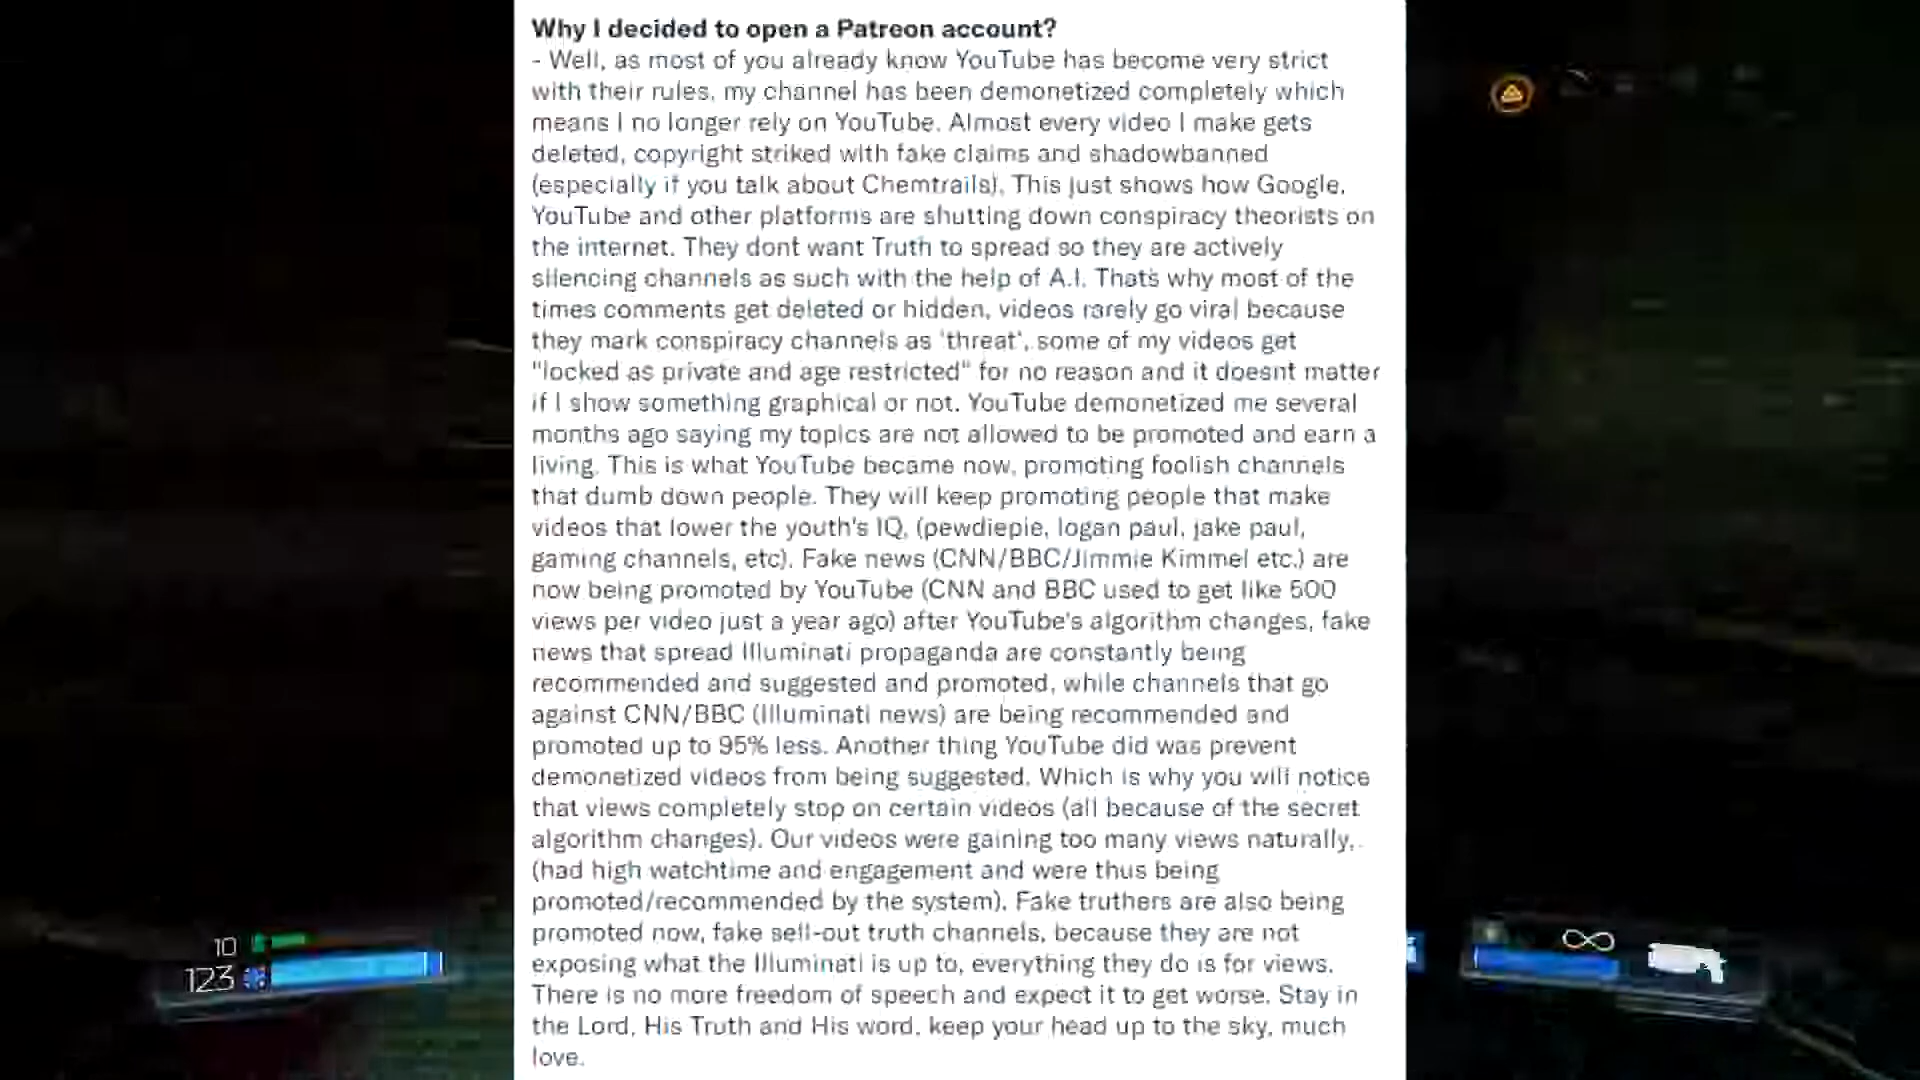 Why I decided to open a Patreon account?
- Well, as most of you already know YouTube has become very strict
with their rules, my channel has been demonetized completely which
means I no longer rely on YouTube. Almost every video I make gets
deleted, copyright striked with fake claims and shadowbanned
(especially if you talk about Chemtrails). This just shows how Google,
YouTube and other platforms are shutting down conspiracy theorists on
the internet. They dont want Truth to spread so they are actively
silencing channels as such with the help of A.I. Thats why most of the
times comments get deleted or hidden, videos rarely go viral because
they mark conspiracy channels as 'threat', some of my videos get
"locked as private and age restricted" for no reason and it doesnt matter
if I show something graphical or not. YouTube demonetized me several
months ago saying my topics are not allowed to be promoted and earn a
living. This is what YouTube became now, promoting foolish channels
that dumb down people. They will keep promoting people that make
videos that lower the youth's IQ, (pewdiepie, logan paul, jake paul,
gaming channels, etc). Fake news (CNN/BBC/Jimmie Kimmel etc.) are
now being promoted by YouTube (CNN and BBC used to get like 500
views per video just a year ago) after YouTube's algorithm changes, fake
news that spread Illuminati propaganda are constantly being
recommended and suggested and promoted, while channels that go
against CNN/BBC (Illuminati news) are being recommended and
promoted up to 95% less. Another thing YouTube did was prevent
demonetized videos from being suggested. Which is why you will notice
that views completely stop on certain videos (all because of the secret
algorithm changes). Our videos were gaining too many views naturally,.
(had high watchtime and engagement and were thus being
promoted/recommended by the system). Fake truthers are also being
promoted now, fake sell-out truth channels, because they are not
exposing what the Illuminati is up to, everything they do is for views.
There is no more freedom of speech and expect it to get worse. Stay in
the Lord, His Truth and His word, keep your head up to the sky, much
love.
10
123
∞